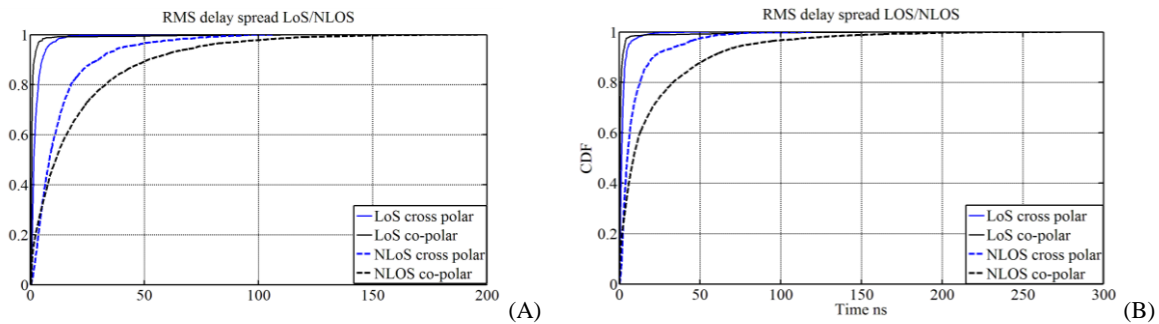 RMS delay spread LoS/NLOS
1
0.8
0.6
0.4
0.2
0
0
50
100
150
200
LoS cross polar
LoS co-polar
NLoS cross polar
NLOS co-polar
(A)
RMS delay spread LOS/NLOS
1
0.8
0.6
0.4
0.2
0
CDF
0
50
100
150
200
250
300
Time ns
LoS cross polar
LoS co-polar
NLOS cross polar
NLOS co-polar
(B)